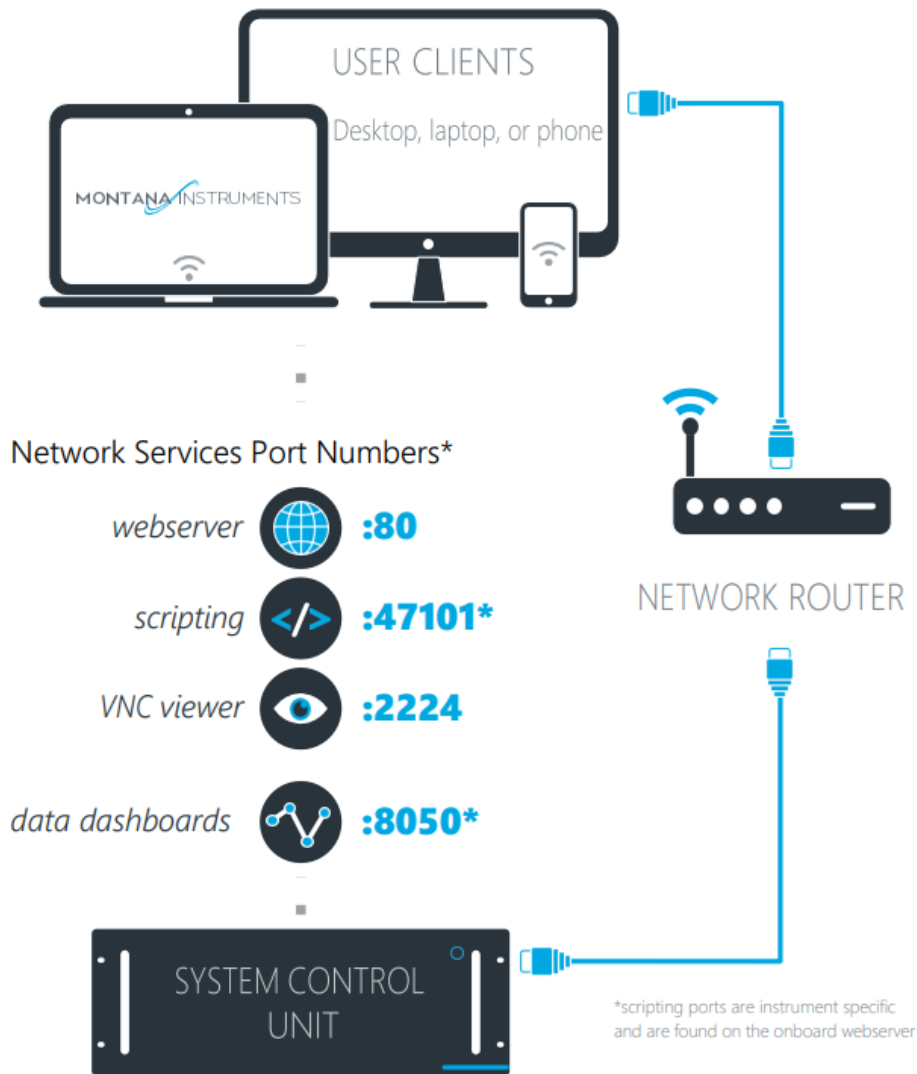 USER CLIENTS
Desktop, laptop, or phone
MONTANA INSTRUMENTS
Network Services Port Numbers*
webserver :80
scripting </> :47101*
VNC viewer :2224
NETWORK ROUTER
data dashboards :8050*
SYSTEM CONTROL
UNIT
*scripting ports are instrument specific
and are found on the onboard webserver